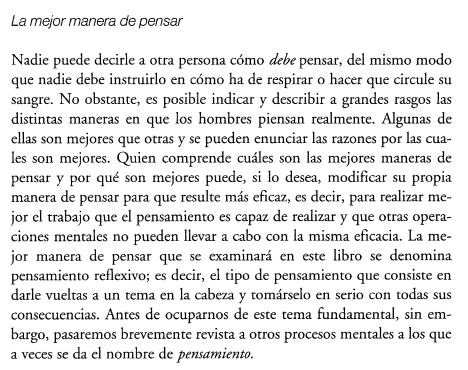 La mejor manera de pensar
Nadie puede decirle a otra persona cómo debe pensar, del mismo modo
que nadie debe instruirlo en cómo ha de respirar o hacer que circule su
sangre. No obstante, es posible indicar y describir a grandes rasgos las
distintas maneras en que los hombres piensan realmente. Algunas de
ellas son mejores que otras y se pueden enunciar las razones por las cua-
les son mejores. Quien comprende cuáles son las mejores maneras de
pensar y por qué son mejores puede, si lo desea, modificar su propia
manera de pensar para que resulte más eficaz, es decir, para realizar me-
jor el trabajo que el pensamiento es capaz de realizar y que otras opera-
ciones mentales no pueden llevar a cabo con la misma eficacia. La me-
jor manera de pensar que se examinará en este libro se denomina
pensamiento reflexivo; es decir, el tipo de pensamiento que consiste en
darle vueltas a un tema en la cabeza y tomárselo en serio con todas sus
consecuencias. Antes de ocuparnos de este tema fundamental, sin em-
bargo, pasaremos brevemente revista a otros procesos mentales a los que
a veces se da el nombre de pensamiento.